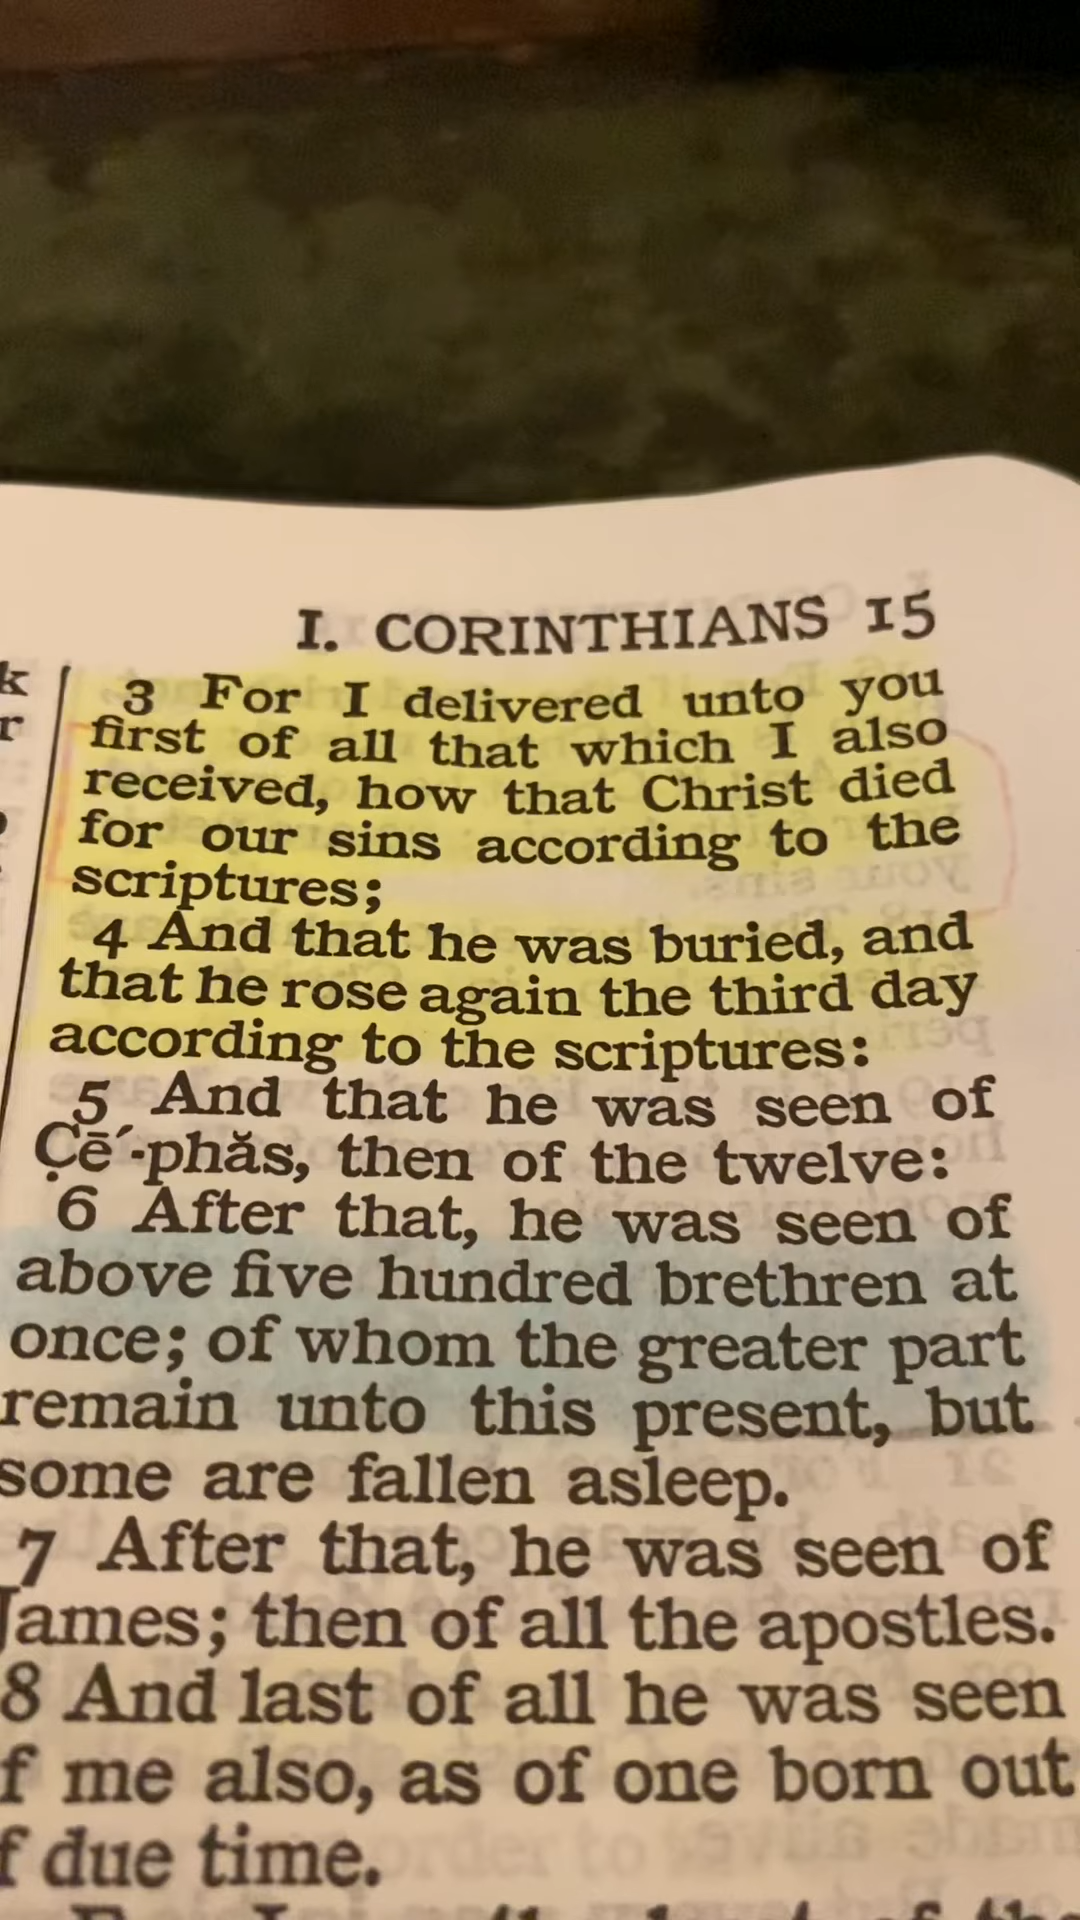 I. CORINTHIANS 15
k
r
3 For I delivered unto you
first of all that which I also
received, how that Christ died
for our sins according to the
scriptures;
4 And that he was buried, and
that he rose again the third day
according to the scriptures:
5 And that he was seen of
Çē´-phăs, then of the twelve:
6 After that, he was seen of
above five hundred brethren at
once; of whom the greater part
remain unto this present, but
some are fallen asleep.
7 After that, he was seen of
James; then of all the apostles.
8 And last of all he was seen
f me also, as of one born out
f due time.